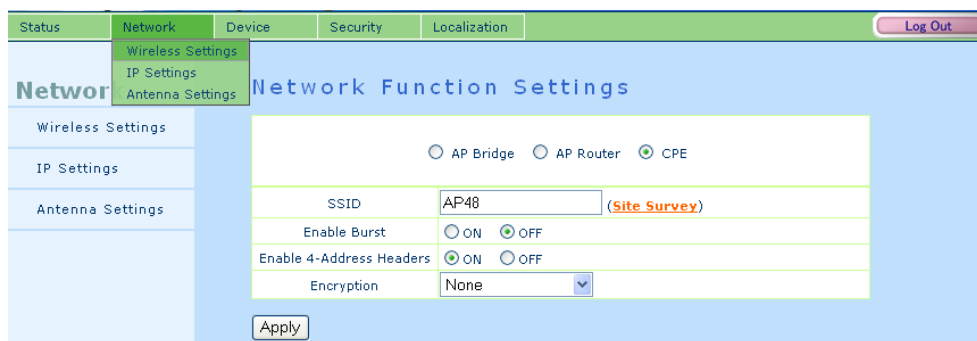 Status Network Device Security Localization Log Out
Wireless Settings
IP Settings
Antenna Settings
Network Function Settings
Wireless Settings
IP Settings
Antenna Settings
AP Bridge AP Router CPE
SSID AP48 (Site Survey)
Enable Burst ON OFF
Enable 4-Address Headers ON OFF
Encryption None
Apply